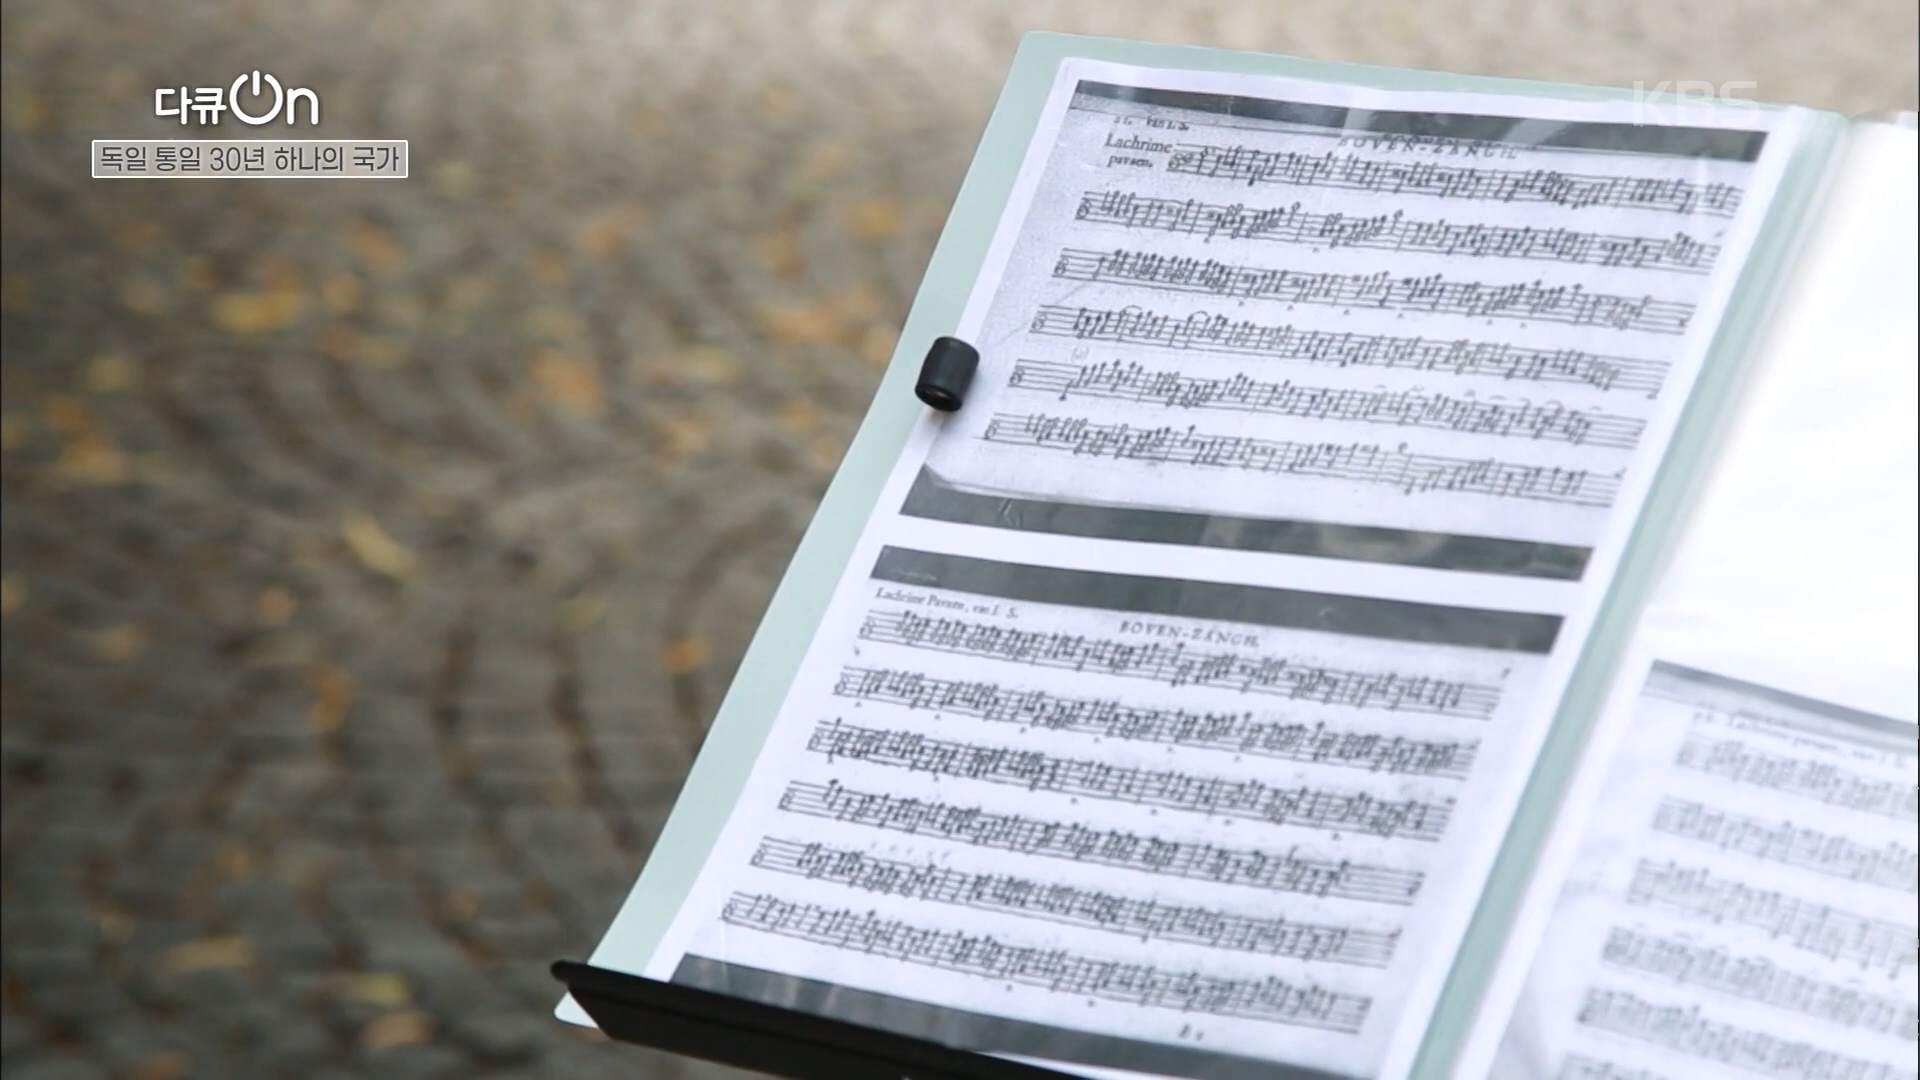 다큐On
독일 통일 30년 하나의 국가
KBS
Lachrime
pavaen,
BOVEN-ZANGH.
Lachrime Pavane, van J. S.
BOVEN-ZANGH.